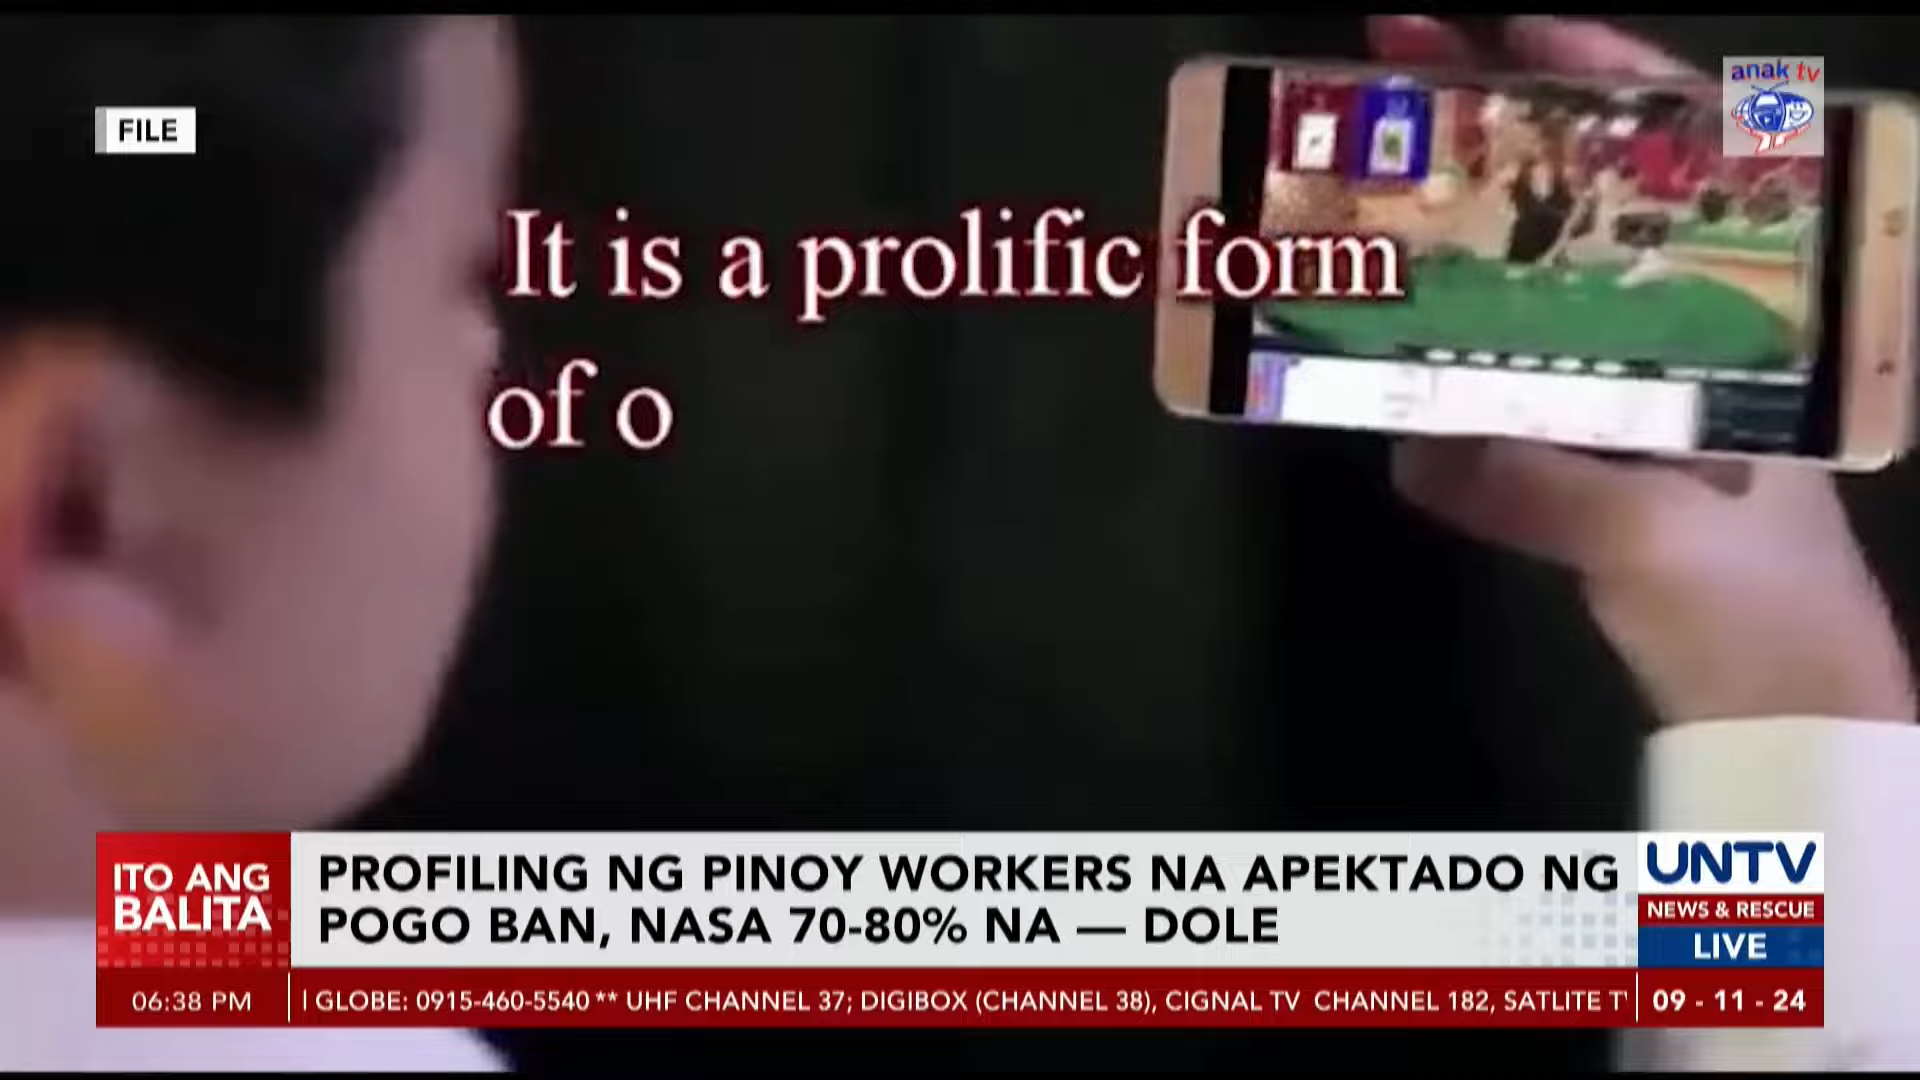 anak tv
FILE
It is a prolific form
of o
ITO ANG
BALITA
PROFILING NG PINOY WORKERS NA APEKTADO NG
POGO BAN, NASA 70-80% NA — DOLE
UNTV
NEWS & RESCUE
LIVE
06:38 PM
| GLOBE: 0915-460-5540 ** UHF CHANNEL 37; DIGIBOX (CHANNEL 38), CIGNAL TV CHANNEL 182, SATLITE
09 - 11 - 24